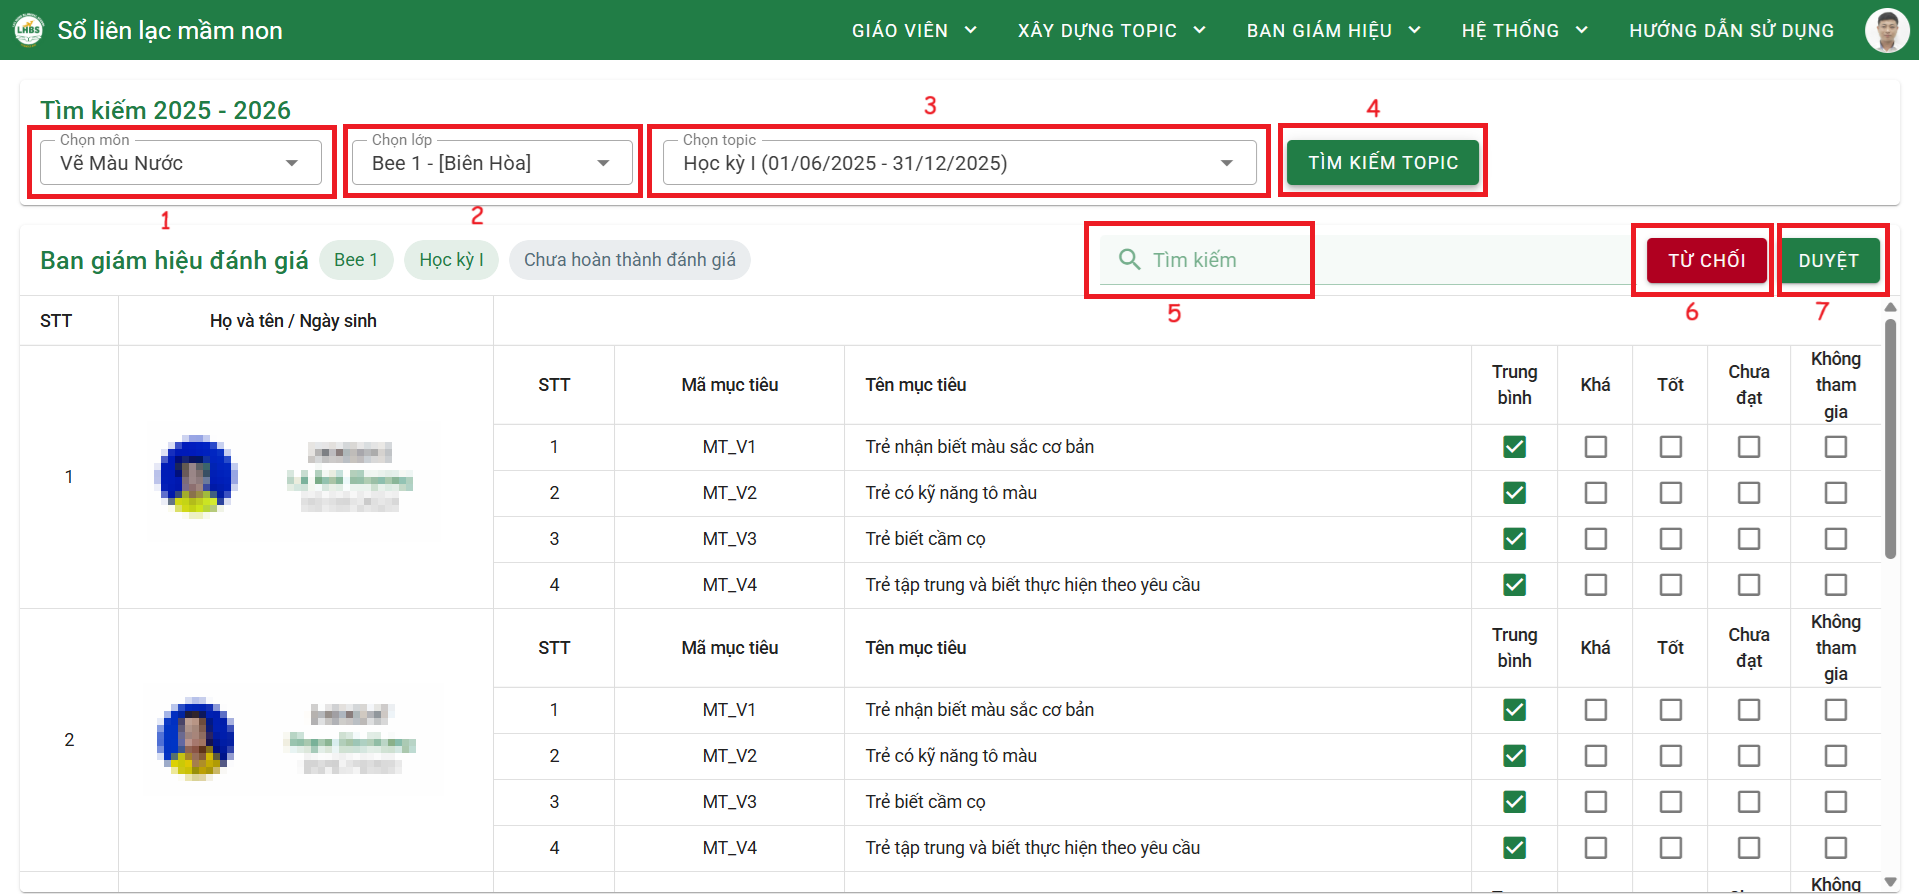 LHBS
Sổ liên lạc mầm non
GIÁO VIÊN
XÂY DỰNG TOPIC
BAN GIÁM HIỆU
HỆ THỐNG
HƯỚNG DẪN SỬ DỤNG
Tìm kiếm 2025 - 2026
3
4
Chọn môn
Vẽ Màu Nước
Chọn lớp
Bee 1 - [Biên Hòa]
Chọn topic
Học kỳ I (01/06/2025 - 31/12/2025)
TÌM KIẾM TOPIC
1
2
Ban giám hiệu đánh giá
Bee 1
Học kỳ I
Chưa hoàn thành đánh giá
Tìm kiếm
TỪ CHỐI
DUYỆT
5
6
7
STT
Họ và tên / Ngày sinh
STT
Mã mục tiêu
Tên mục tiêu
Trung bình
Khá
Tốt
Chưa đạt
Không tham gia
1
1 MT_V1 Trẻ nhận biết màu sắc cơ bản
2 MT_V2 Trẻ có kỹ năng tô màu
3 MT_V3 Trẻ biết cầm cọ
4 MT_V4 Trẻ tập trung và biết thực hiện theo yêu cầu
STT
Mã mục tiêu
Tên mục tiêu
Trung bình
Khá
Tốt
Chưa đạt
Không tham gia
2
1 MT_V1 Trẻ nhận biết màu sắc cơ bản
2 MT_V2 Trẻ có kỹ năng tô màu
3 MT_V3 Trẻ biết cầm cọ
4 MT_V4 Trẻ tập trung và biết thực hiện theo yêu cầu
Không